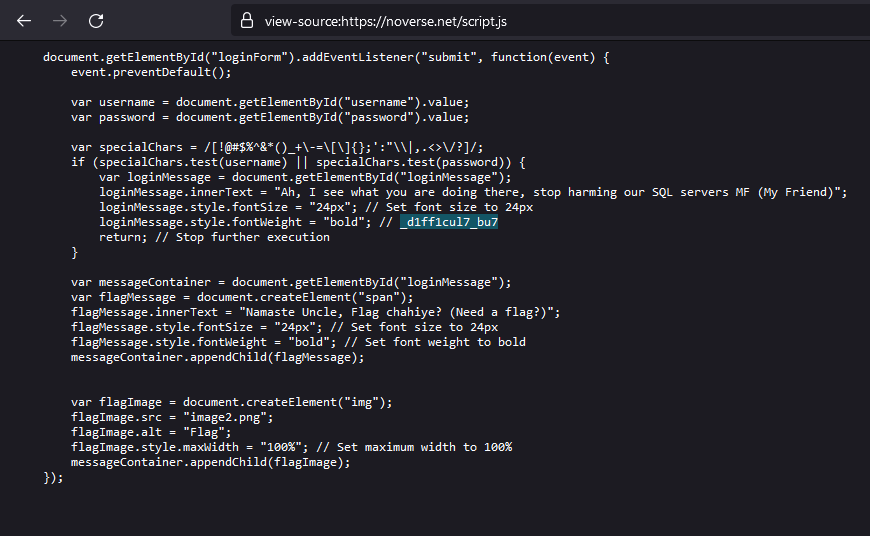 view-source:https://noverse.net/script.js
document.getElementById("loginForm").addEventListener("submit", function(event) {
    event.preventDefault();
    var username = document.getElementById("username").value;
    var password = document.getElementById("password").value;
    var specialChars = /[!@#$%^&*()_+\-=\[\]{};':"\\|,.<>\/?]/;
    if (specialChars.test(username) || specialChars.test(password)) {
        var loginMessage = document.getElementById("loginMessage");
        loginMessage.innerText = "Ah, I see what you are doing there, stop harming our SQL servers MF (My Friend)";
        loginMessage.style.fontSize = "24px"; // Set font size to 24px
        loginMessage.style.fontWeight = "bold"; // _d1ff1cul7_bu7
        return; // Stop further execution
    }
    var messageContainer = document.getElementById("loginMessage");
    var flagMessage = document.createElement("span");
    flagMessage.innerText = "Namaste Uncle, Flag chahiye? (Need a flag?)";
    flagMessage.style.fontSize = "24px"; // Set font size to 24px
    flagMessage.style.fontWeight = "bold"; // Set font weight to bold
    messageContainer.appendChild(flagMessage);
    var flagImage = document.createElement("img");
    flagImage.src = "image2.png";
    flagImage.alt = "Flag";
    flagImage.style.maxWidth = "100%"; // Set maximum width to 100%
    messageContainer.appendChild(flagImage);
});